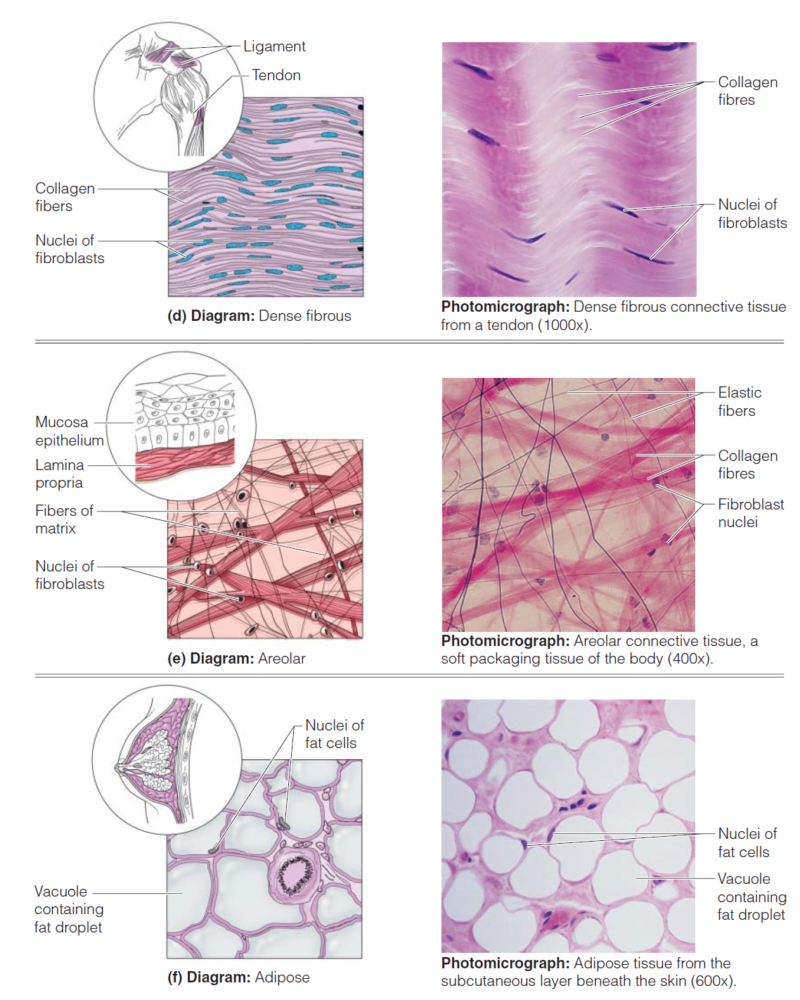 Ligament
Tendon
Collagen
fibers
Nuclei of
fibroblasts
(d) Diagram: Dense fibrous
Collagen
fibres
Nuclei of
fibroblasts
Photomicrograph: Dense fibrous connective tissue
from a tendon (1000x).
Mucosa
epithelium
Lamina
propria
Fibers of
matrix
Nuclei of
fibroblasts
(e) Diagram: Areolar
Elastic
fibers
Collagen
fibres
Fibroblast
nuclei
Photomicrograph: Areolar connective tissue, a
soft packaging tissue of the body (400x).
Nuclei of
fat cells
Vacuole
containing
fat droplet
(f) Diagram: Adipose
Nuclei of
fat cells
Vacuole
containing
fat droplet
Photomicrograph: Adipose tissue from the
subcutaneous layer beneath the skin (600x).